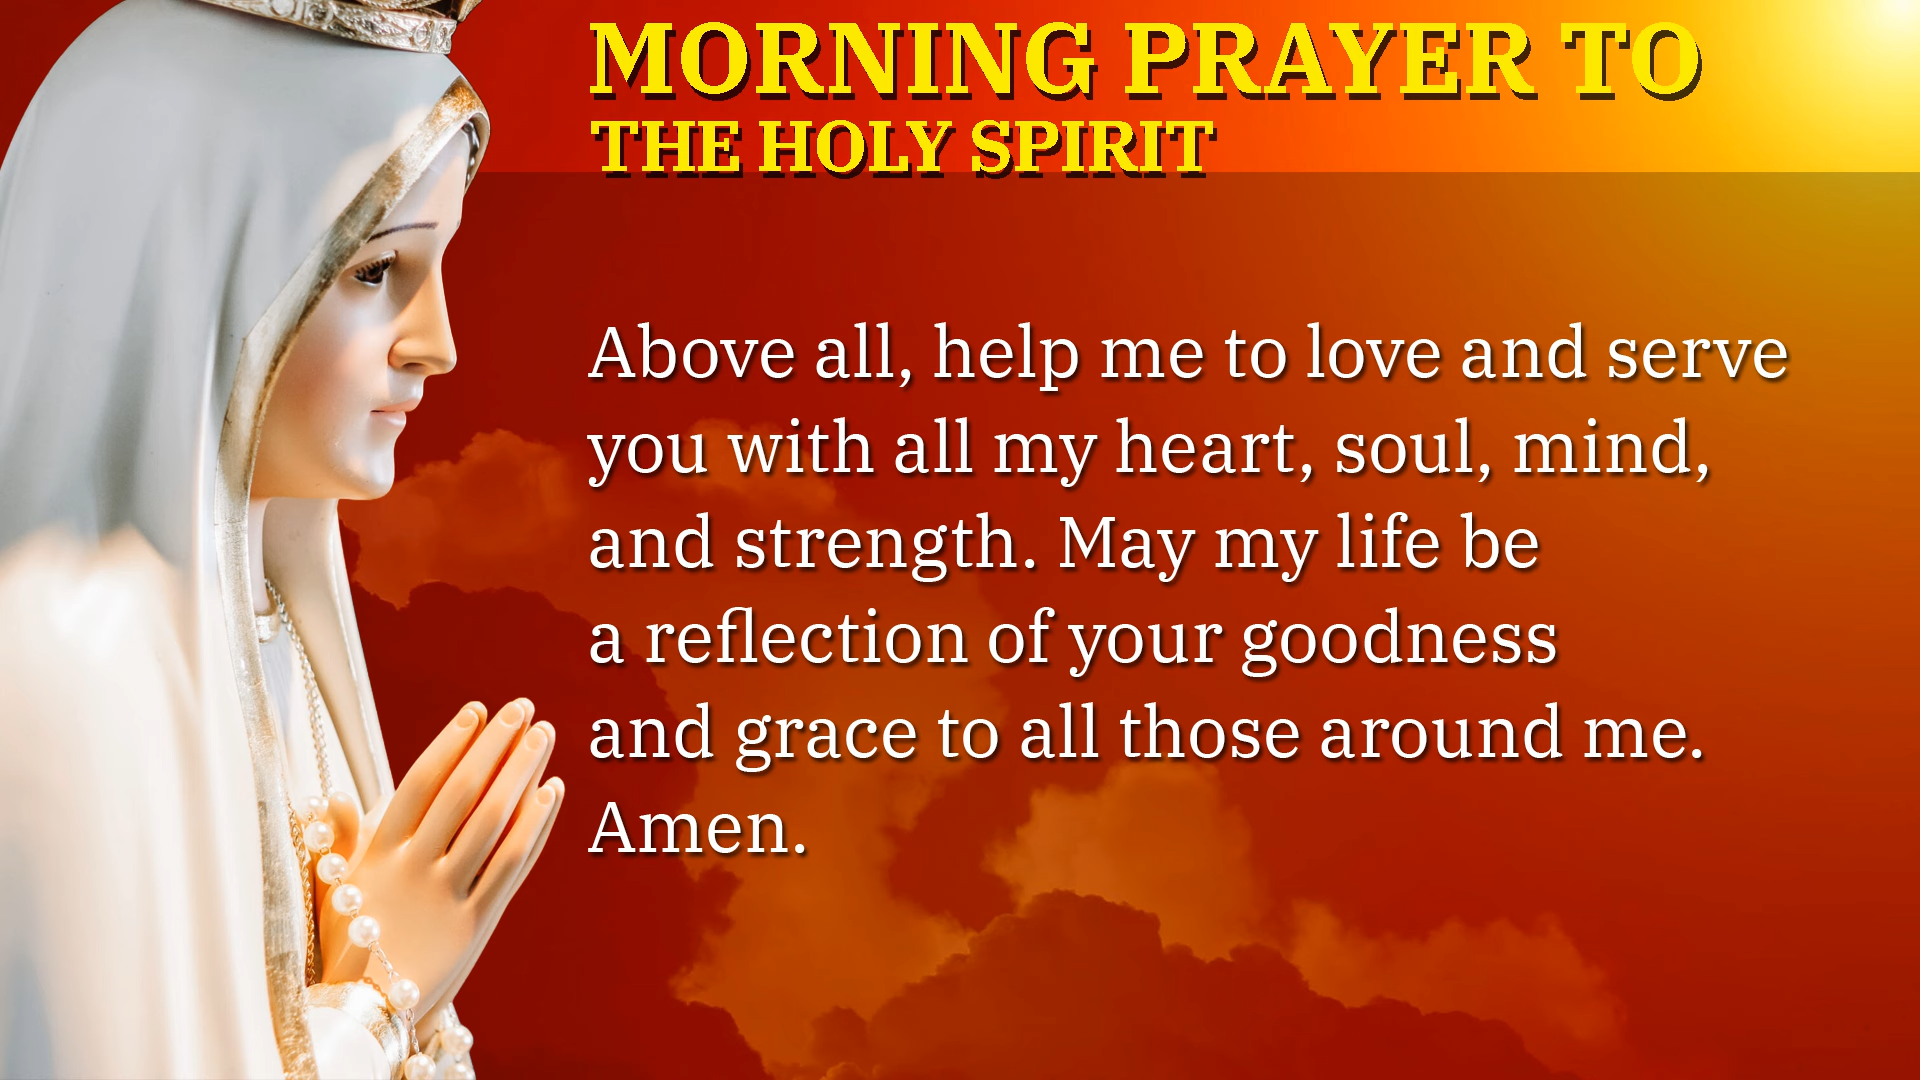 MORNING PRAYER TO
THE HOLY SPIRIT
Above all, help me to love and serve
you with all my heart, soul, mind,
and strength. May my life be
a reflection of your goodness
and grace to all those around me.
Amen.